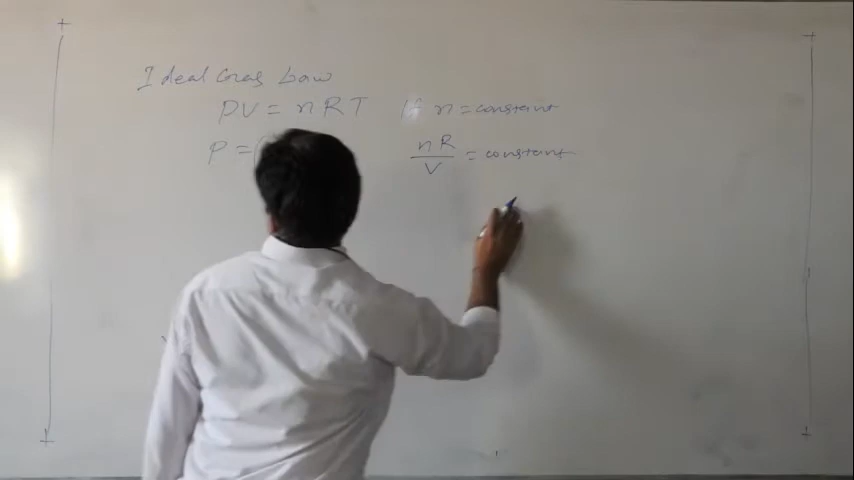 Ideal Gas Law
PV = nRT If n = constant
P = (
nR/V = constant